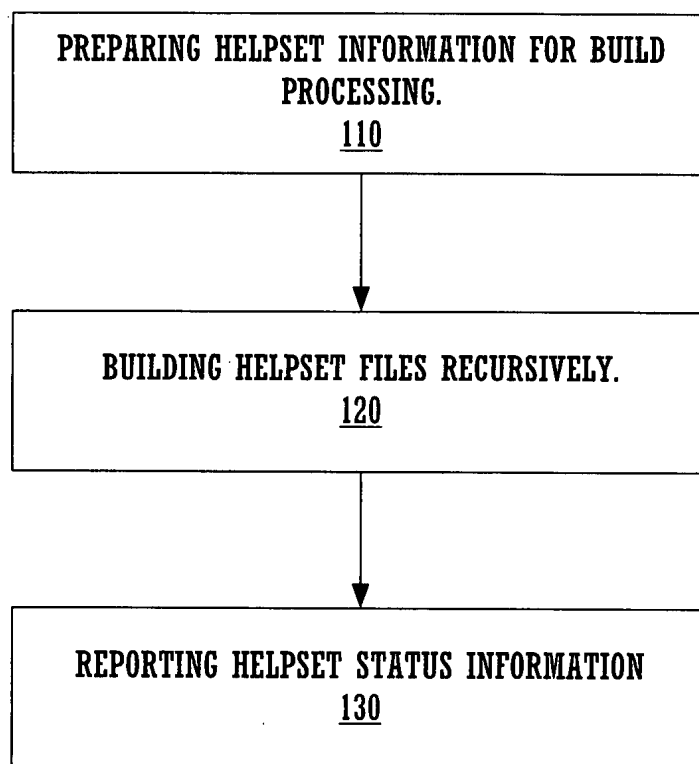 PREPARING HELPSET INFORMATION FOR BUILD
PROCESSING.
110
BUILDING HELPSET FILES RECURSIVELY.
120
REPORTING HELPSET STATUS INFORMATION
130